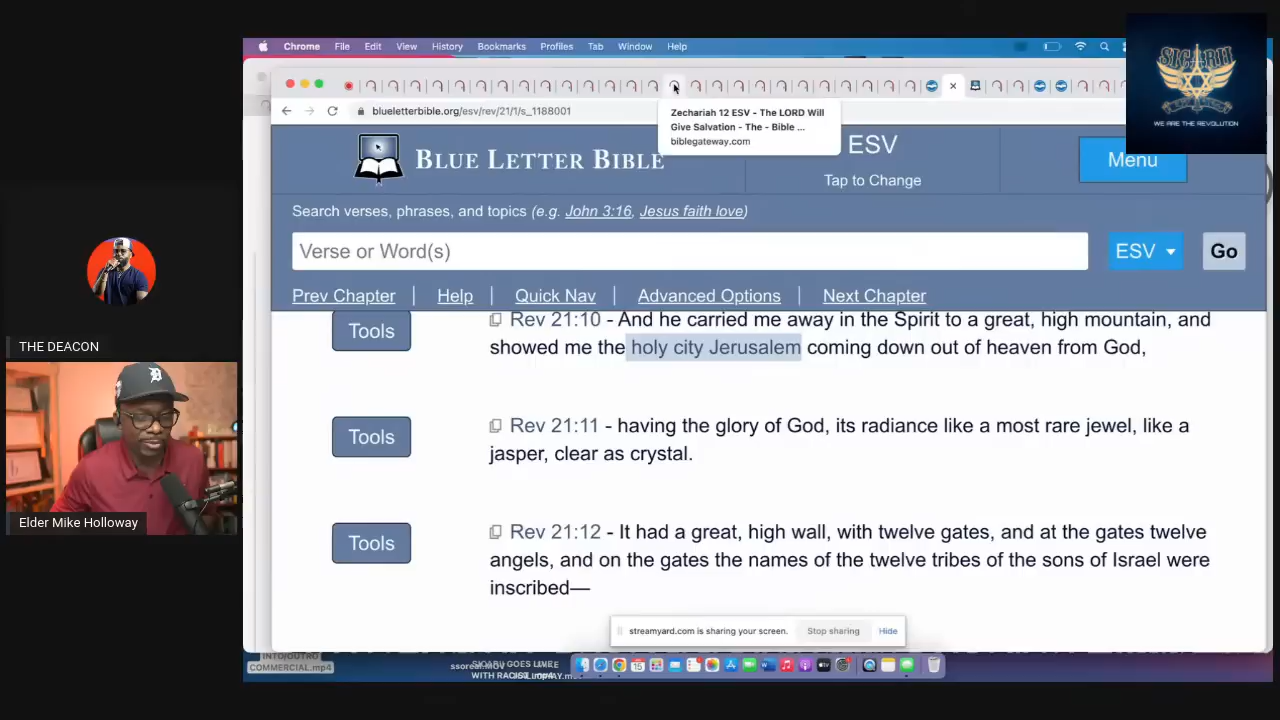 Chrome File Edit View History Bookmarks Profiles Tab Window Help
SICARII
WE ARE THE REVOLUTION
blueletterbible.org/esv/rev/21/1/s_1188001
Zechariah 12 ESV - The LORD Will
Give Salvation - The - Bible ...
biblegateway.com
BLUE LETTER BIBLE
ESV
Tap to Change
Menu
Search verses, phrases, and topics (e.g. John 3:16, Jesus faith love)
Verse or Word(s)
ESV
Go
Prev Chapter | Help | Quick Nav | Advanced Options | Next Chapter
Tools
Rev 21:10 - And he carried me away in the Spirit to a great, high mountain, and
showed me the holy city Jerusalem coming down out of heaven from God,
Tools
Rev 21:11 - having the glory of God, its radiance like a most rare jewel, like a
jasper, clear as crystal.
Tools
Rev 21:12 - It had a great, high wall, with twelve gates, and at the gates twelve
angels, and on the gates the names of the twelve tribes of the sons of Israel were
inscribed—
streamyard.com is sharing your screen. Stop sharing Hide
COMMERCIAL.mp4
WITH RACIST
THE DEACON
D
Elder Mike Holloway